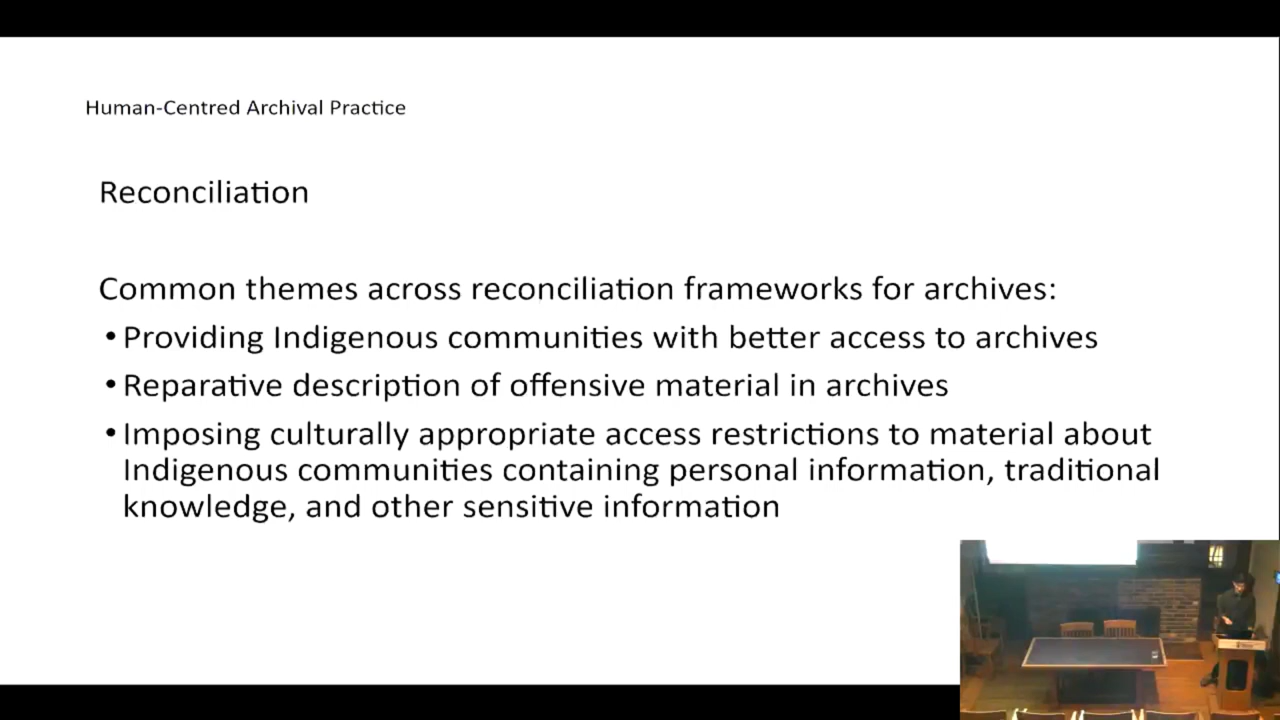 Human-Centred Archival Practice
Reconciliation
Common themes across reconciliation frameworks for archives:
•Providing Indigenous communities with better access to archives
•Reparative description of offensive material in archives
•Imposing culturally appropriate access restrictions to material about
Indigenous communities containing personal information, traditional
knowledge, and other sensitive information